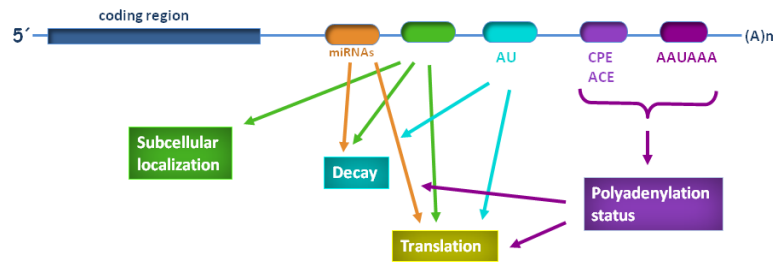 coding region
5´
(A)n
miRNAs
AU
CPE
ACE
AAUAAA
Subcellular
localization
Decay
Polyadenylation
status
Translation